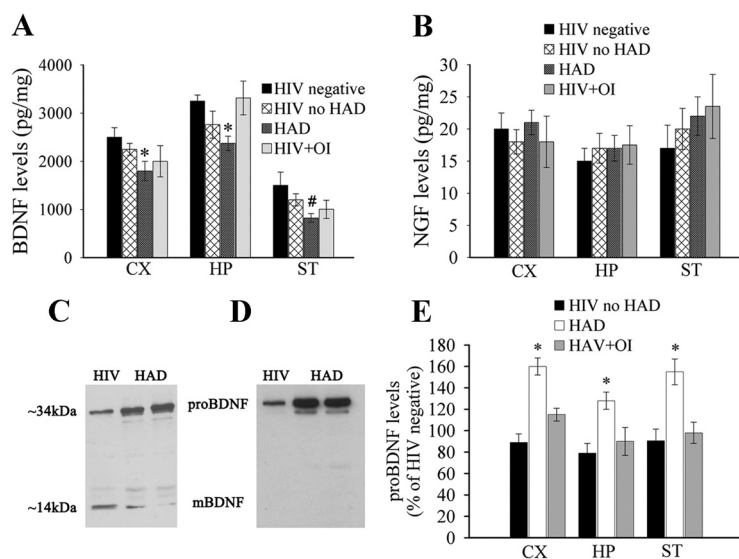 A
BDNF levels (pg/mg)
4000
3000
2000
1000
0
HIV negative
HIV no HAD
HAD
HIV+OI
*
*
#
CX HP ST
B
NGF levels (pg/mg)
30
25
20
15
10
5
0
HIV negative
HIV no HAD
HAD
HIV+OI
CX HP ST
C
HIV HAD
~34kDa
~14kDa
proBDNF
mBDNF
D
HIV HAD
E
proBDNF levels
(% of HIV negative)
180
160
140
120
100
80
60
40
20
0
HIV no HAD
HAD
HAV+OI
*
*
*
CX HP ST